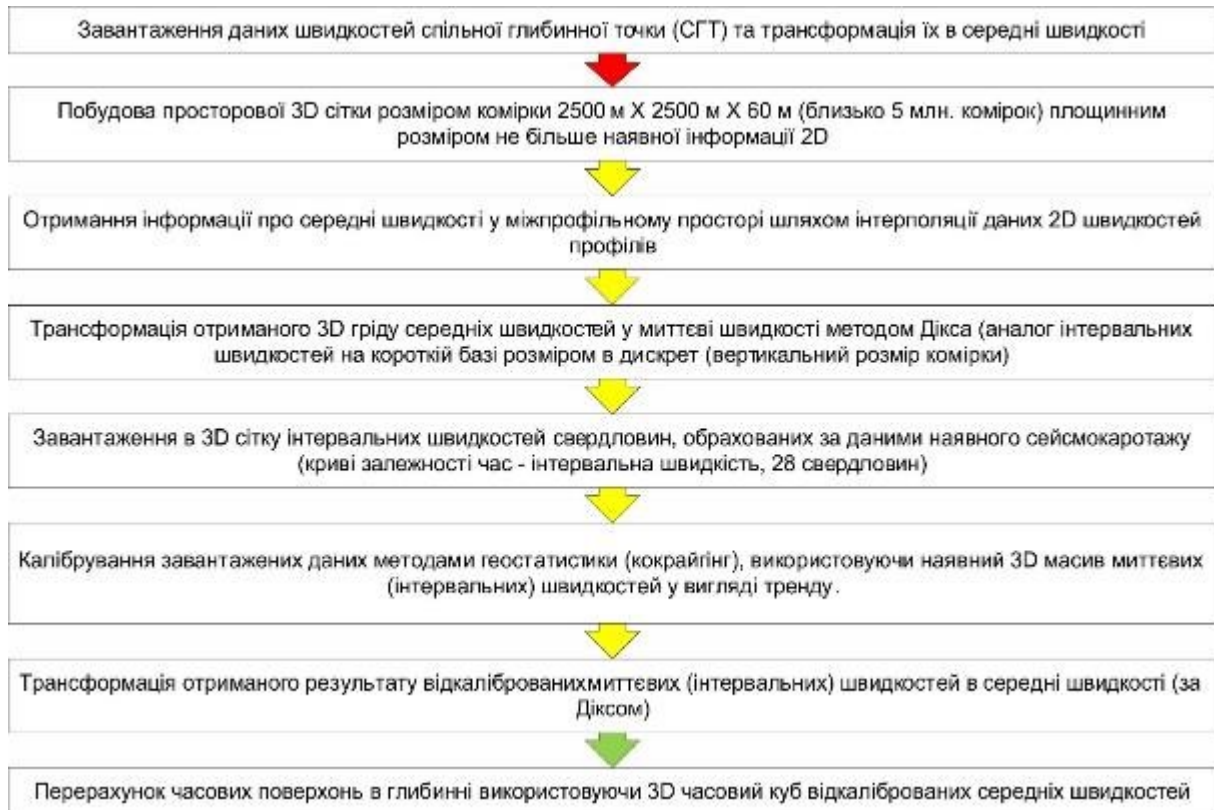 Завантаження даних швидкостей спільної глибинної точки (СГТ) та трансформація їх в середні швидкості
Побудова просторової 3D сітки розміром комірки 2500 м X 2500 м X 60 м (близько 5 млн. комірок) площинним
розміром не більше наявної інформації 2D
Отримання інформації про середні швидкості у міжпрофільному просторі шляхом інтерполяції даних 2D швидкостей
профілів
Трансформація отриманого 3D гріду середніх швидкостей у миттєві швидкості методом Дікса (аналог інтервальних
швидкостей на короткій базі розміром в дискрет (вертикальний розмір комірки)
Завантаження в 3D сітку інтервальних швидкостей свердловин, обрахованих за даними наявного сейсмокаротажу
(криві залежності час - інтервальна швидкість, 28 свердловин)
Калібрування завантажених даних методами геостатистики (кокрайгінг), використовуючи наявний 3D масив миттєвих
(інтервальних) швидкостей у вигляді тренду.
Трансформація отриманого результату відкаліброванихмиттєвих (інтервальних) швидкостей в середні швидкості (за
Діксом)
Перерахунок часових поверхонь в глибинні використовуючи 3D часовий куб відкаліброваних середніх швидкостей